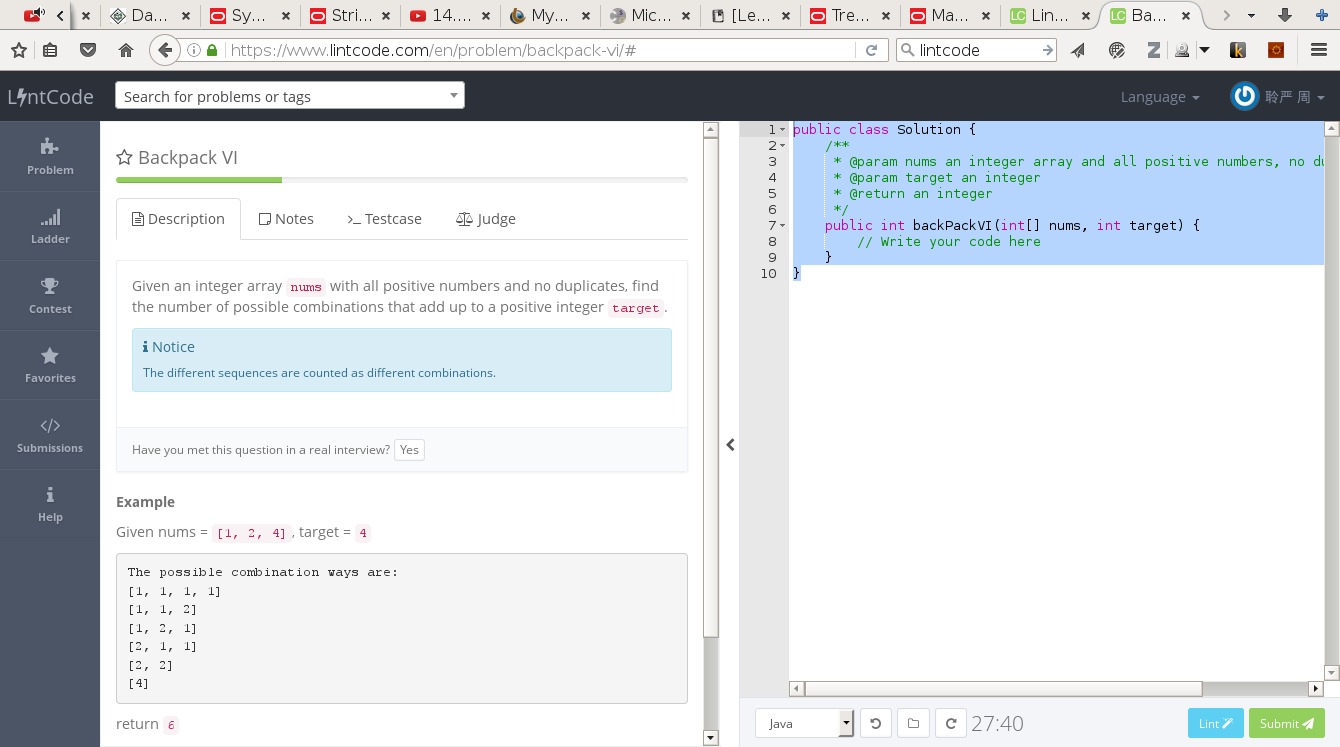 Da...
Sy...
Stri...
14....
My...
Mic...
[Le...
Tre...
Ma...
Lin...
Ba...
https://www.lintcode.com/en/problem/backpack-vi/#
lintcode
LintCode
Search for problems or tags
Language
聆严 周
Problem
Ladder
Contest
Favorites
Submissions
Help
Backpack VI
Description
Notes
Testcase
Judge
Given an integer array nums with all positive numbers and no duplicates, find
the number of possible combinations that add up to a positive integer target.
Notice
The different sequences are counted as different combinations.
Have you met this question in a real interview? Yes
Example
Given nums = [1, 2, 4], target = 4
The possible combination ways are:
[1, 1, 1, 1]
[1, 1, 2]
[1, 2, 1]
[2, 1, 1]
[2, 2]
[4]
return 6
1 public class Solution {
2 /**
3 * @param nums an integer array and all positive numbers, no du
4 * @param target an integer
5 * @return an integer
6 */
7 public int backPackVI(int[] nums, int target) {
8 // Write your code here
9 }
10 }
Java
27:40
Lint
Submit